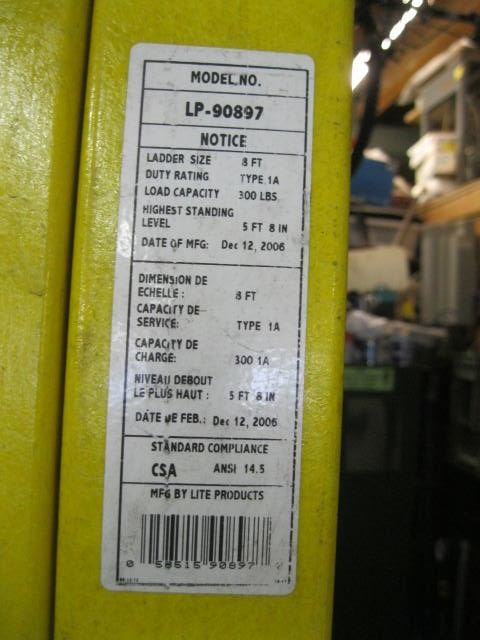 MODEL NO.
LP-90897
NOTICE
LADDER SIZE 8 FT
DUTY RATING TYPE 1A
LOAD CAPACITY 300 LBS
HIGHEST STANDING
LEVEL 5 FT 8 IN
DATE OF MFG: Dec 12, 2006
DIMENSION DE
ECHELLE : 8 FT
CAPACITY DE
SERVICE: TYPE 1A
CAPACITY DE
CHARGE: 300 1A
NIVEAU DEBOUT
LE PLUS HAUT : 5 FT 8 IN
DATE DE FEB.: Dec 12, 2006
STANDARD COMPLIANCE
CSA ANSI 14.5
MFG BY LITE PRODUCTS
0 58515 90897